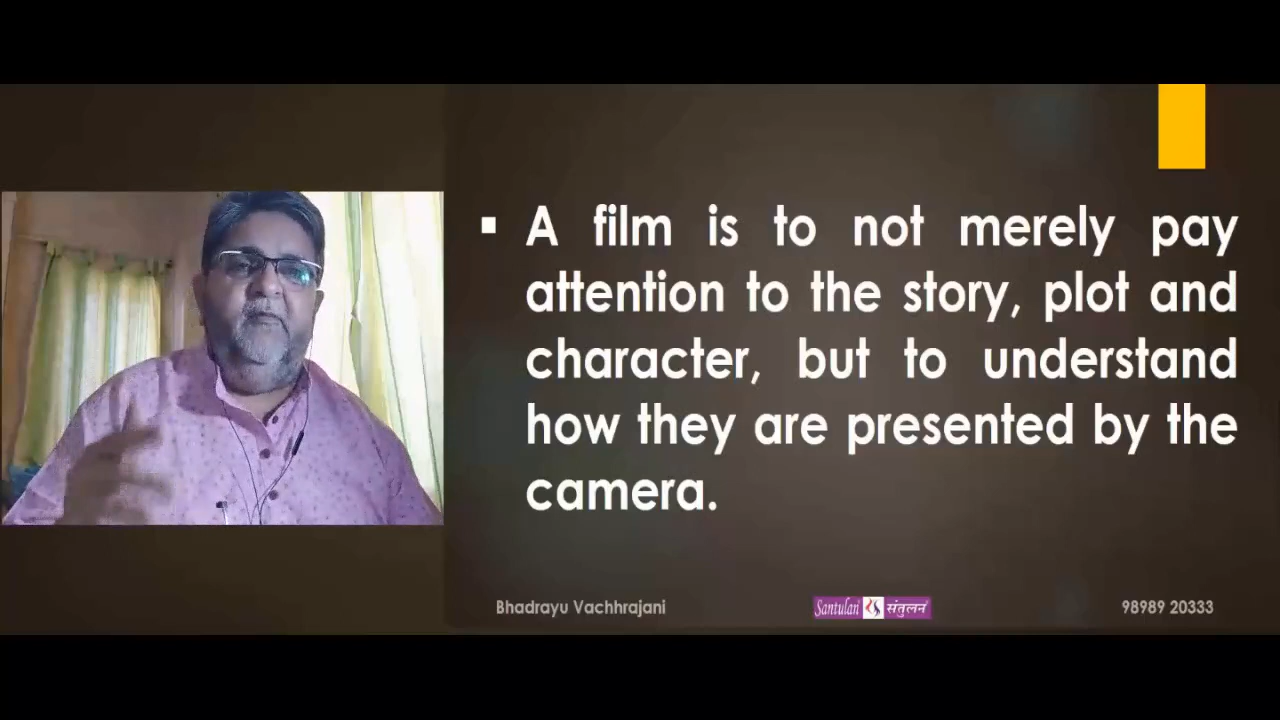 ▪ A film is to not merely pay
attention to the story, plot and
character, but to understand
how they are presented by the
camera.
Bhadrayu Vachhrajani
Santulan संतुलन
98989 20333